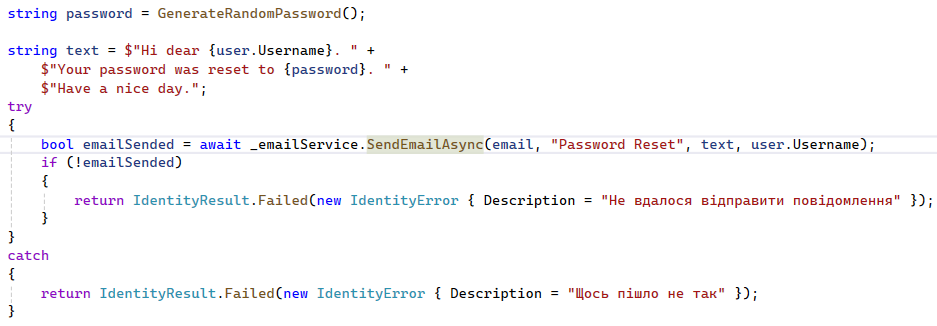 string password = GenerateRandomPassword();

string text = $"Hi dear {user.Username}. " +
    $"Your password was reset to {password}. " +
    $"Have a nice day.";
try
{
    bool emailSended = await _emailService.SendEmailAsync(email, "Password Reset", text, user.Username);
    if (!emailSended)
    {
        return IdentityResult.Failed(new IdentityError { Description = "Не вдалося відправити повідомлення" });
    }
}
catch
{
    return IdentityResult.Failed(new IdentityError { Description = "Щось пішло не так" });
}